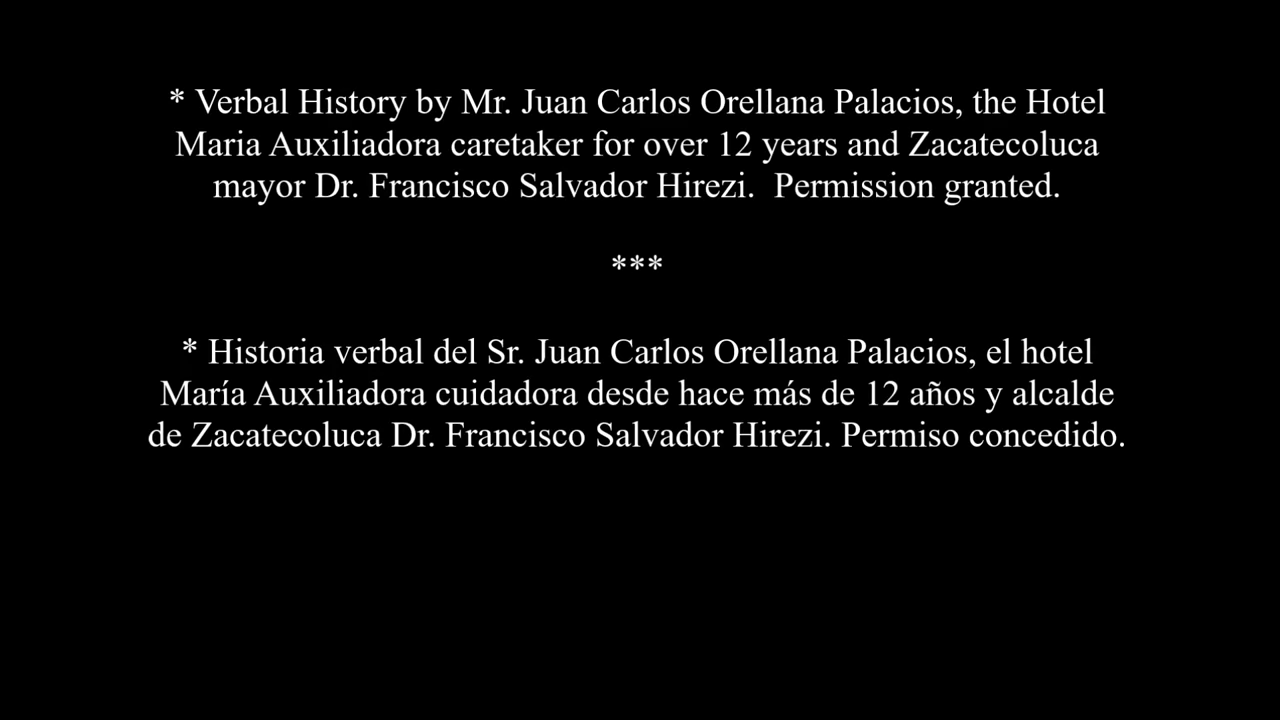 * Verbal History by Mr. Juan Carlos Orellana Palacios, the Hotel
Maria Auxiliadora caretaker for over 12 years and Zacatecoluca
mayor Dr. Francisco Salvador Hirezi.  Permission granted.
***
* Historia verbal del Sr. Juan Carlos Orellana Palacios, el hotel
María Auxiliadora cuidadora desde hace más de 12 años y alcalde
de Zacatecoluca Dr. Francisco Salvador Hirezi. Permiso concedido.